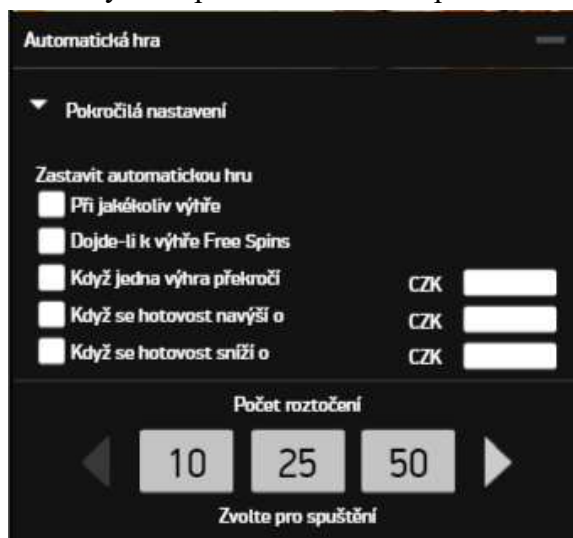 Automatická hra
Pokročilá nastavení
Zastavit automatickou hru
Při jakékoliv výhře
Dojde-li k výhře Free Spins
Když jedna výhra překročí CZK
Když se hotovost navýší o CZK
Když se hotovost sníží o CZK
Počet roztočení
10 25 50
Zvolte pro spuštění